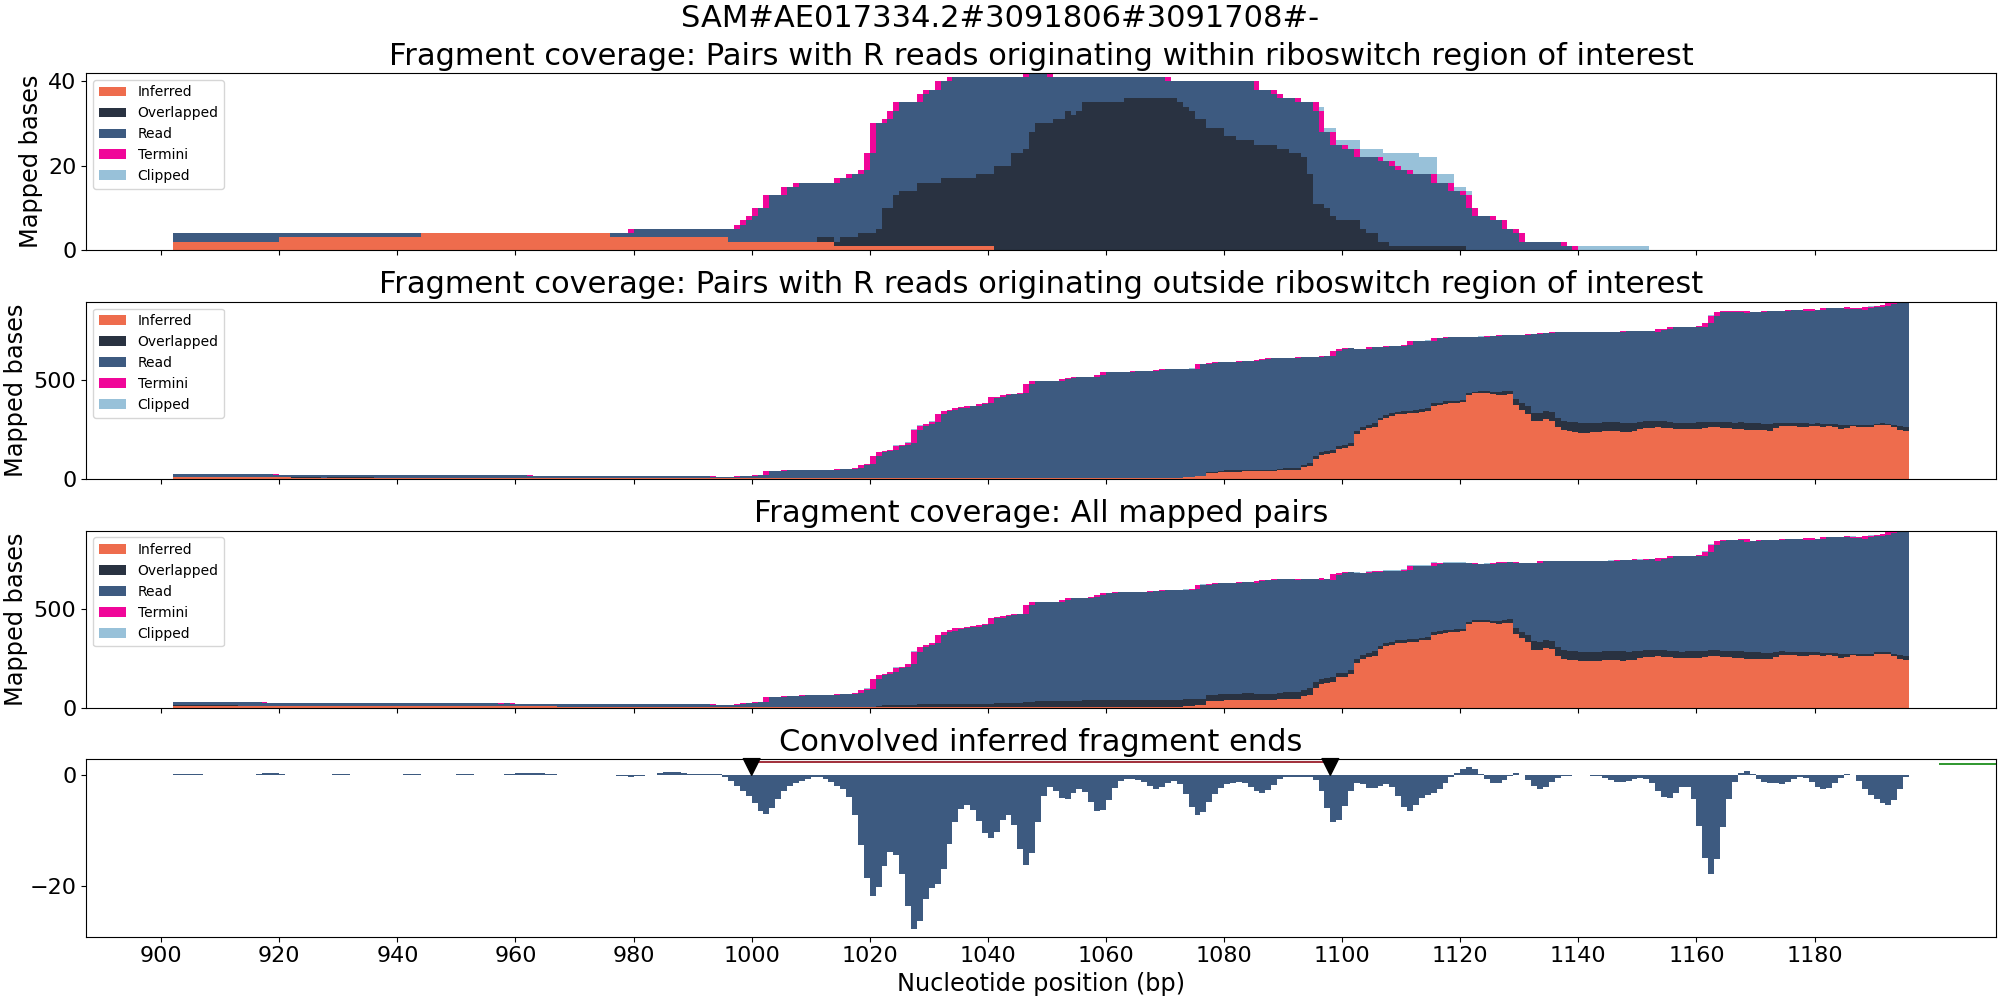 SAM#AE017334.2#3091806#3091708#-
Fragment coverage: Pairs with R reads originating within riboswitch region of interest
Mapped bases
40
20
0
Inferred
Overlapped
Read
Termini
Clipped
Fragment coverage: Pairs with R reads originating outside riboswitch region of interest
Mapped bases
500
0
Inferred
Overlapped
Read
Termini
Clipped
Fragment coverage: All mapped pairs
Mapped bases
500
0
Inferred
Overlapped
Read
Termini
Clipped
Convolved inferred fragment ends
0
−20
900 920 940 960 980 1000 1020 1040 1060 1080 1100 1120 1140 1160 1180
Nucleotide position (bp)